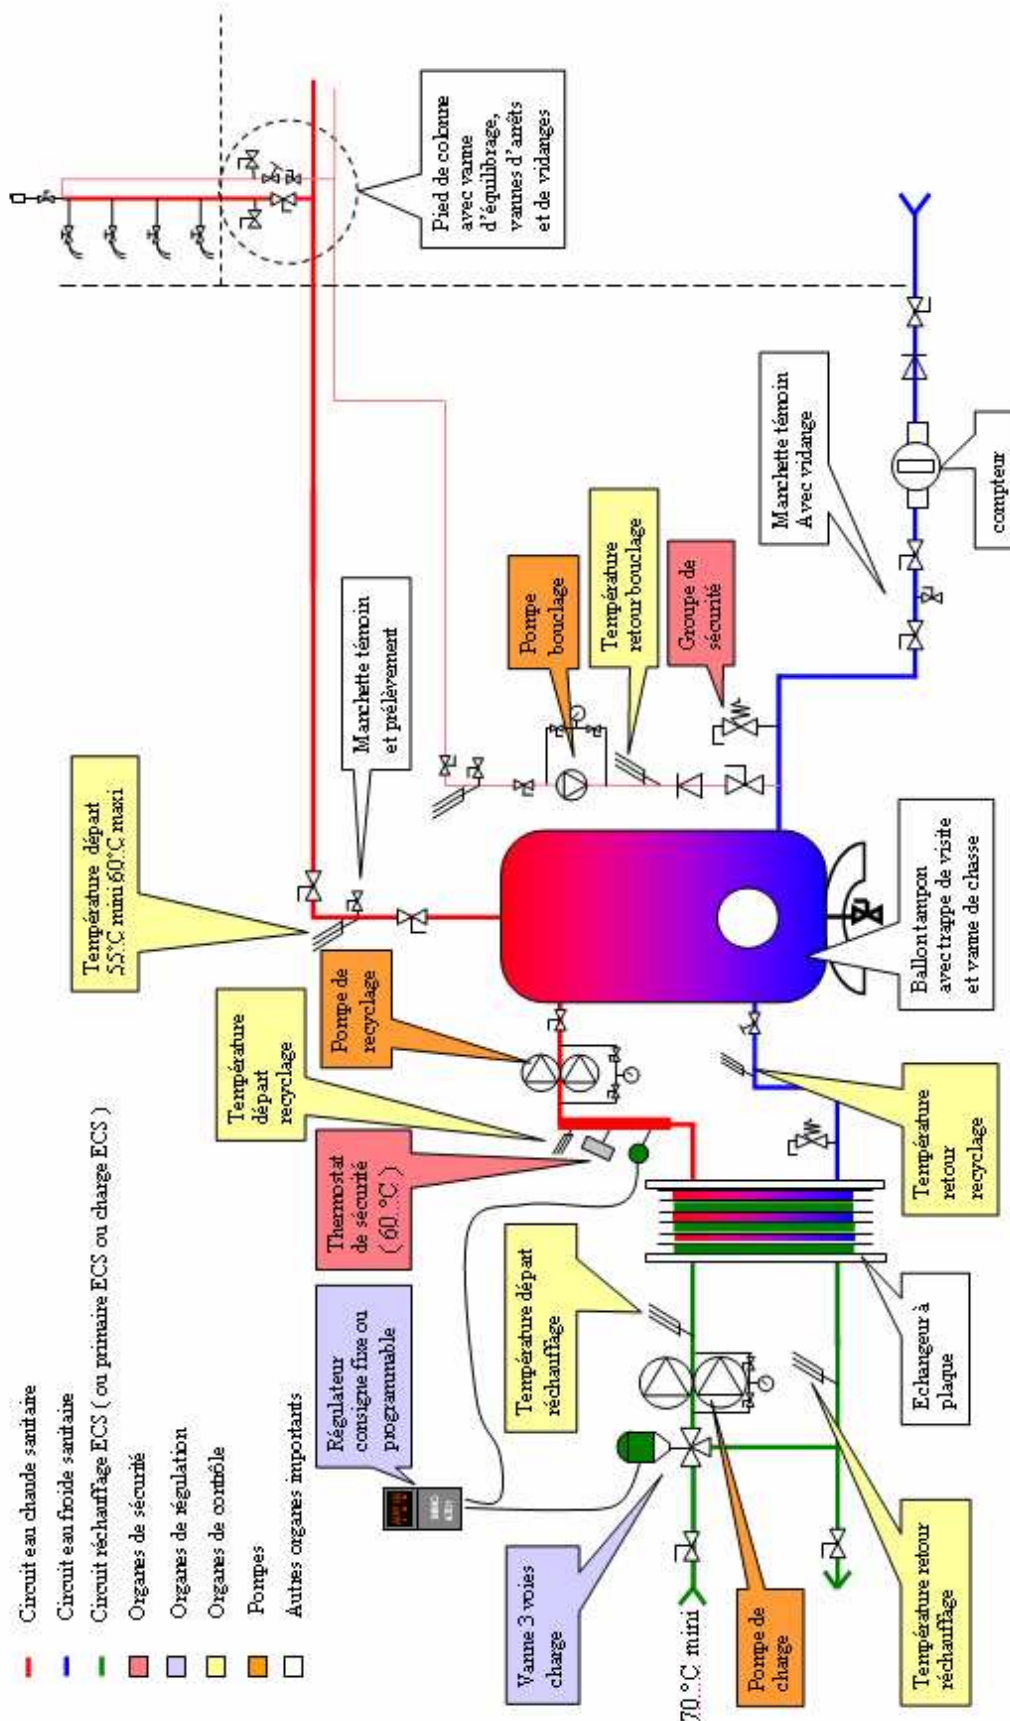 Circuit eau chaude sanitaire
Circuit eau froide sanitaire
Circuit réchauffage ECS ( ou primaire ECS ou charge ECS )
Organes de sécurité
Organes de régulation
Organes de contrôle
Pompes
Autres organes importants
Régulateur
consigne fixe ou
programmable
Thermostat
de sécurité
( 60 °C )
Température
départ
recyclage
Température départ
55°C mini 60°C maxi
Pompe de
recyclage
Manchette témoin
et prélèvement
Pied de colonne
avec vanne
d'équilibrage,
vannes d'arrêts
et de vidanges
Vanne 3 voies
charge
Température départ
réchauffage
Pompe
bouclage
Température
retour bouclage
Groupe de
sécurité
Manchette témoin
Avec vidange
70 °C mini
Pompe de
charge
Température retour
réchauffage
Echangeur à
plaque
Température
retour
recyclage
Ballon tampon
avec trappe de visite
et vanne de chasse
compteur